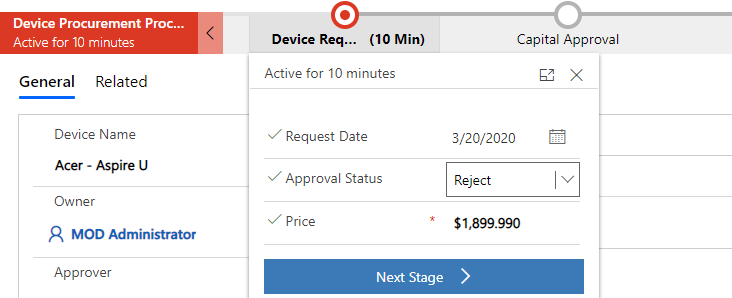 Device Procurement Proc...
Active for 10 minutes
Device Req... (10 Min)
Capital Approval
General
Related
Active for 10 minutes
Device Name
Acer - Aspire U
Owner
MOD Administrator
Approver
Request Date
3/20/2020
Approval Status
Reject
Price * $1,899.990
Next Stage